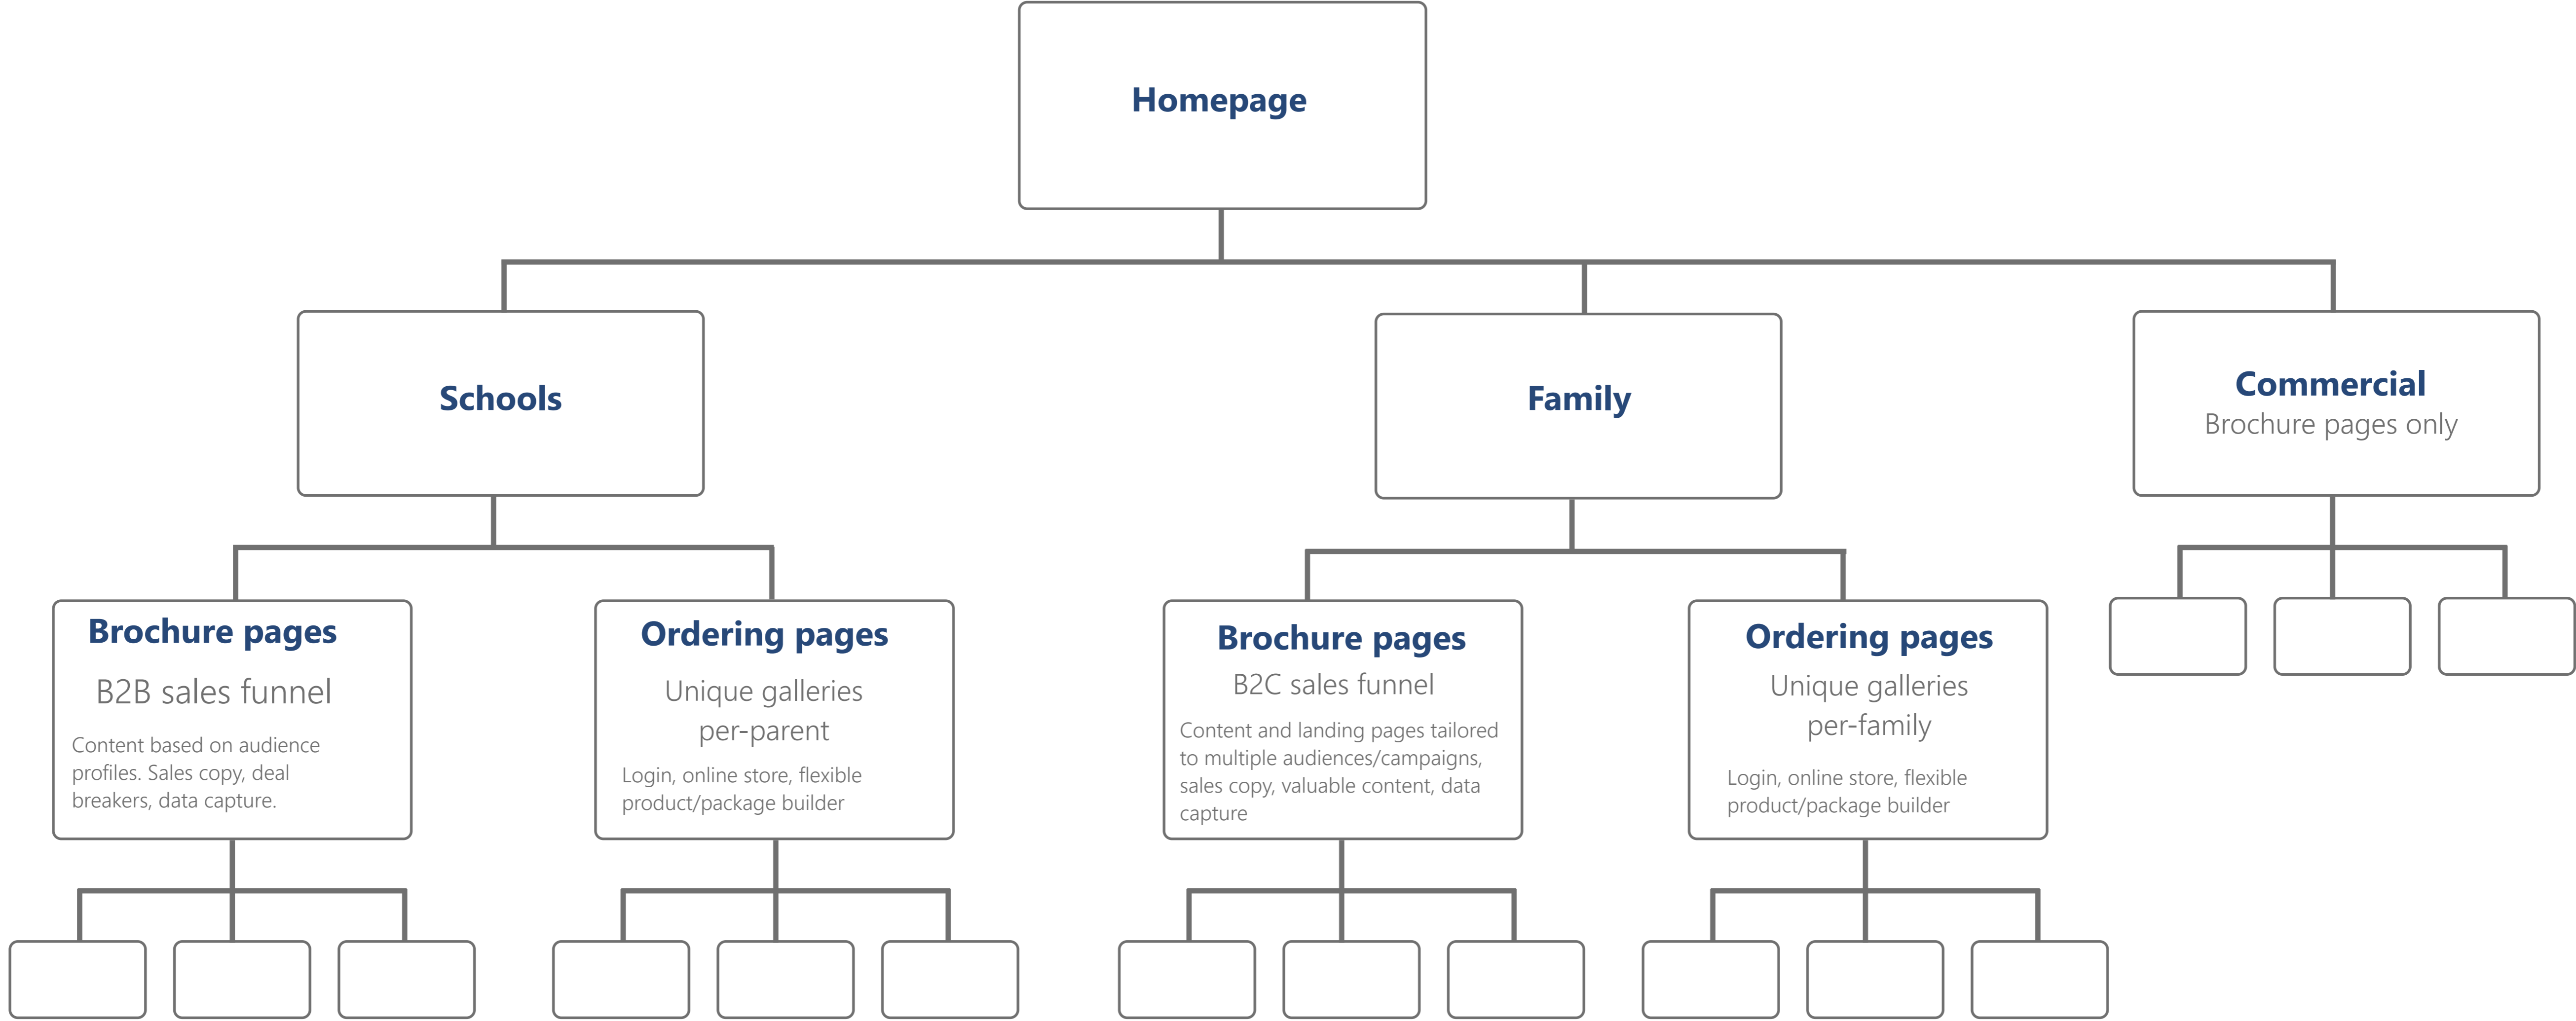 Homepage
Schools
Family
Commercial
Brochure pages only
Brochure pages
B2B sales funnel
Content based on audience
profiles. Sales copy, deal
breakers, data capture.
Ordering pages
Unique galleries
per-parent
Login, online store, flexible
product/package builder
Brochure pages
B2C sales funnel
Content and landing pages tailored
to multiple audiences/campaigns,
sales copy, valuable content, data
capture
Ordering pages
Unique galleries
per-family
Login, online store, flexible
product/package builder